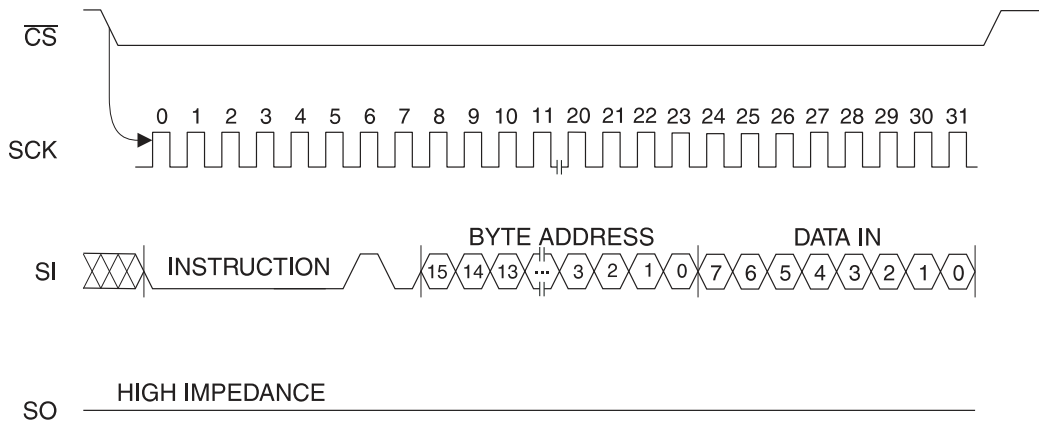 CS
0 1 2 3 4 5 6 7 8 9 10 11 20 21 22 23 24 25 26 27 28 29 30 31
SCK
BYTE ADDRESS DATA IN
SI INSTRUCTION 15 14 13 ... 3 2 1 0 7 6 5 4 3 2 1 0
HIGH IMPEDANCE
SO